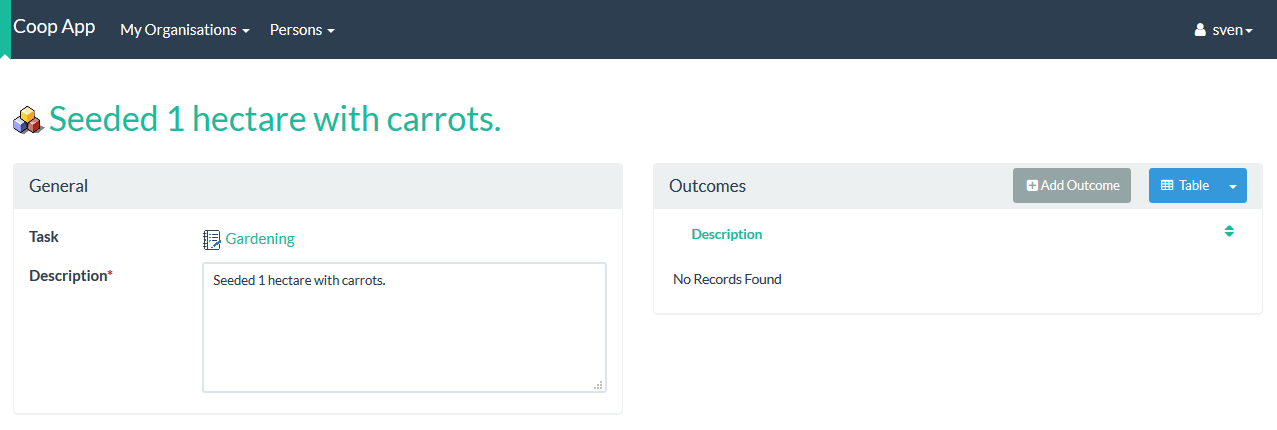 Coop App My Organisations Persons sven
Seeded 1 hectare with carrots.
General
Task Gardening
Description* Seeded 1 hectare with carrots.
Outcomes Add Outcome Table
Description
No Records Found